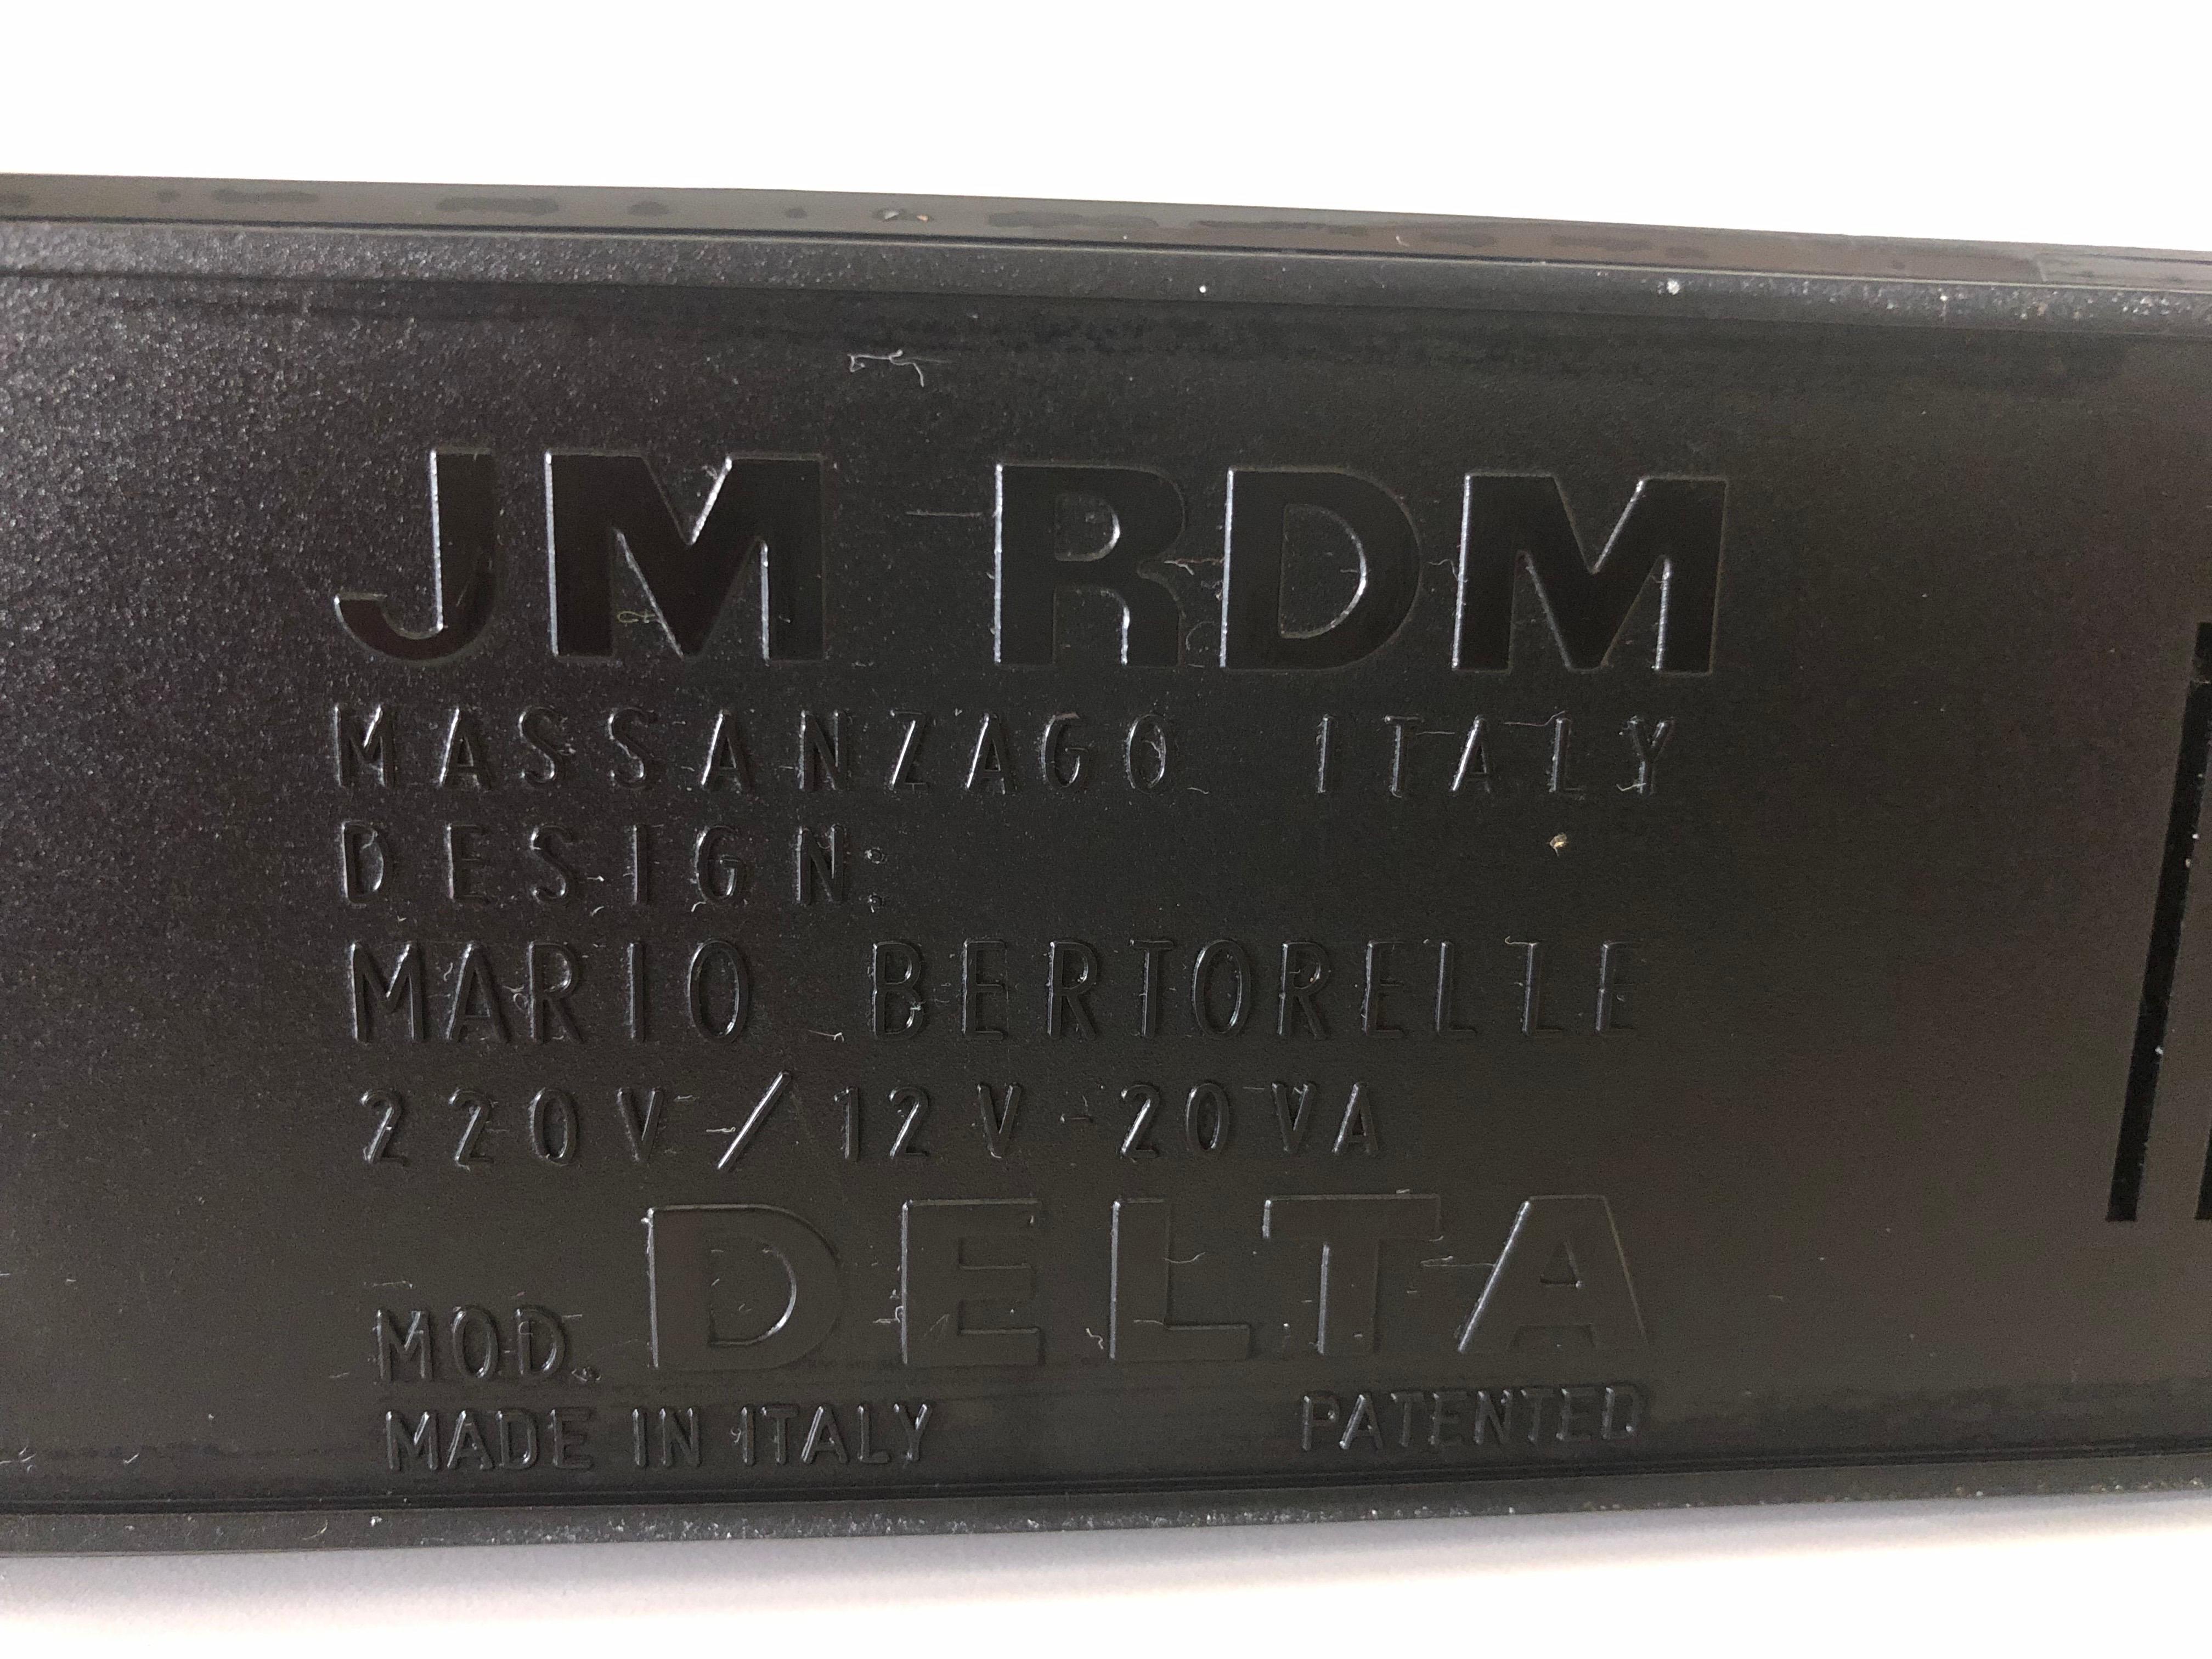 JM RDM
MASSANZAGO ITALY
DESIGN:
MARIO BERTORELLE
220V/12V-20VA
MOD. DELTA
MADE IN ITALY PATENTED